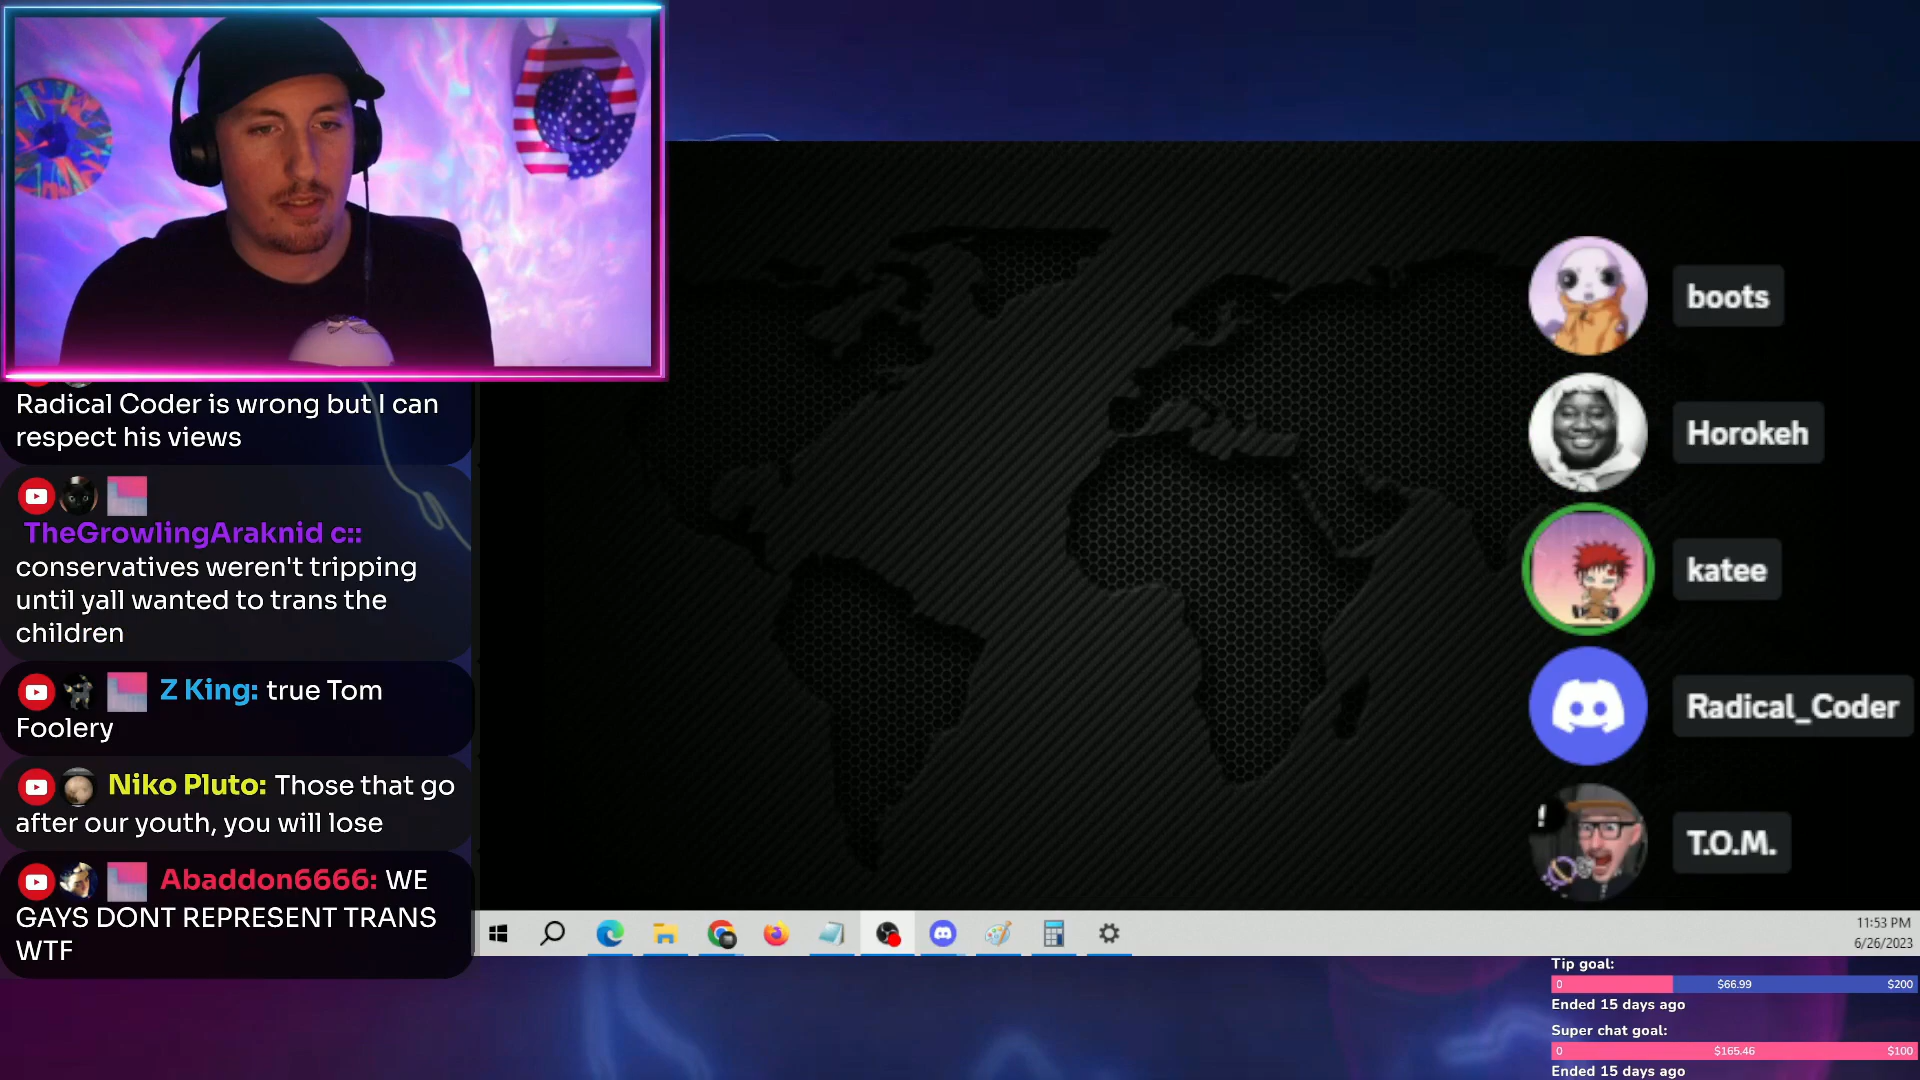 Radical Coder is wrong but I can
respect his views
TheGrowlingAraknid c::
conservatives weren't tripping
until yall wanted to trans the
children
Z King: true Tom
Foolery
Niko Pluto: Those that go
after our youth, you will lose
Abaddon6666: WE
GAYS DONT REPRESENT TRANS
WTF
boots
Horokeh
katee
Radical_Coder
!
T.O.M.
11:53 PM
6/26/2023
Tip goal:
0 $66.99 $200
Ended 15 days ago
Super chat goal:
0 $165.46 $100
Ended 15 days ago